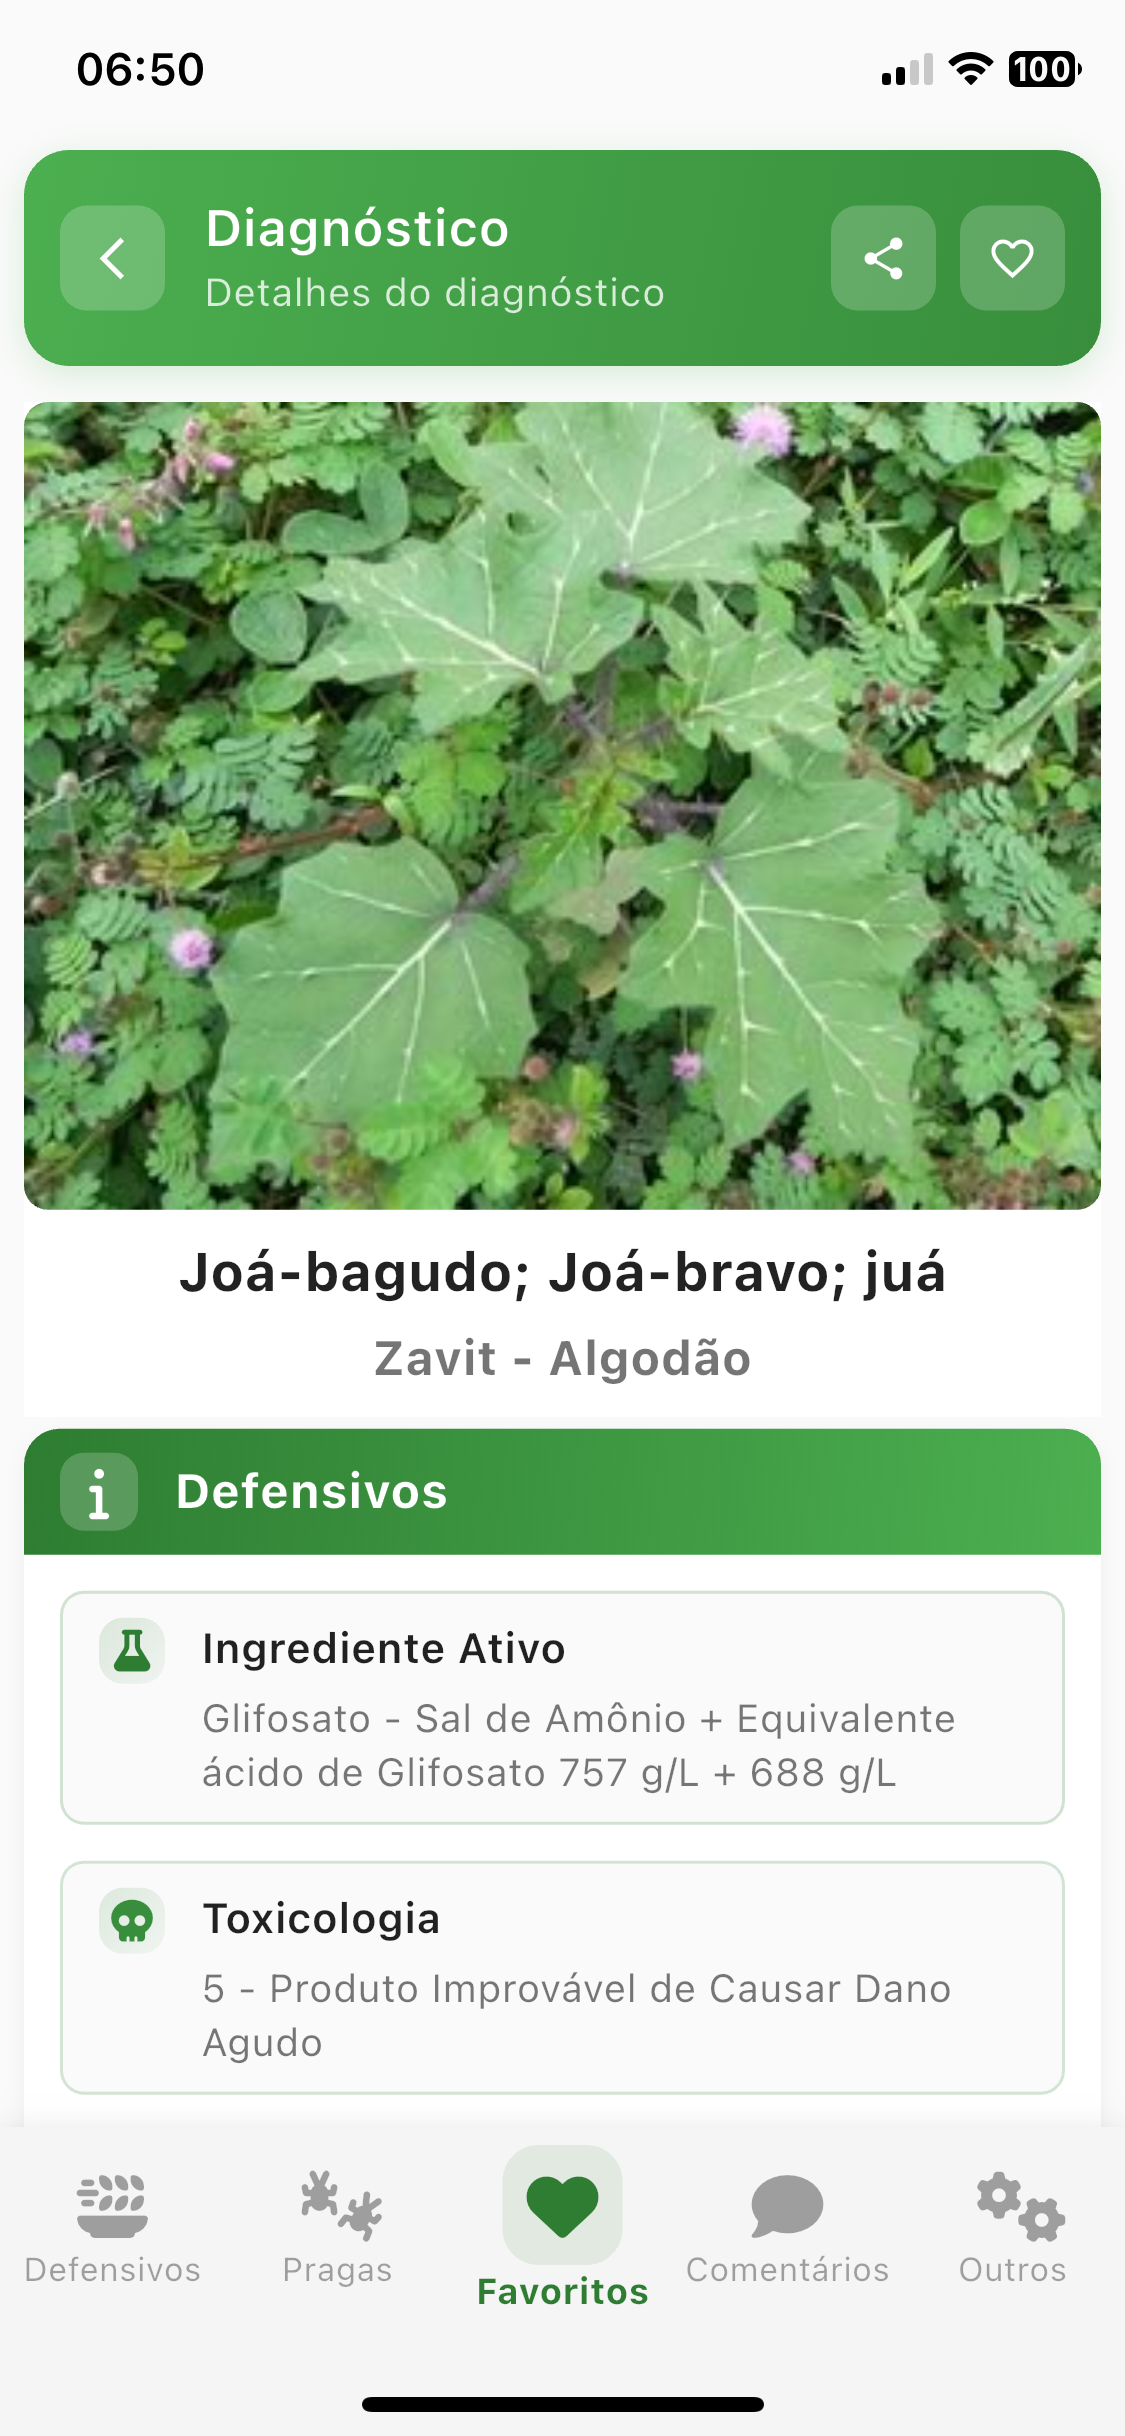 06:50
100
Diagnóstico
Detalhes do diagnóstico
Joá-bagudo; Joá-bravo; juá
Zavit - Algodão
Defensivos
Ingrediente Ativo
Glifosato - Sal de Amônio + Equivalente
ácido de Glifosato 757 g/L + 688 g/L
Toxicologia
5 - Produto Improvável de Causar Dano
Agudo
Defensivos
Pragas
Favoritos
Comentários
Outros